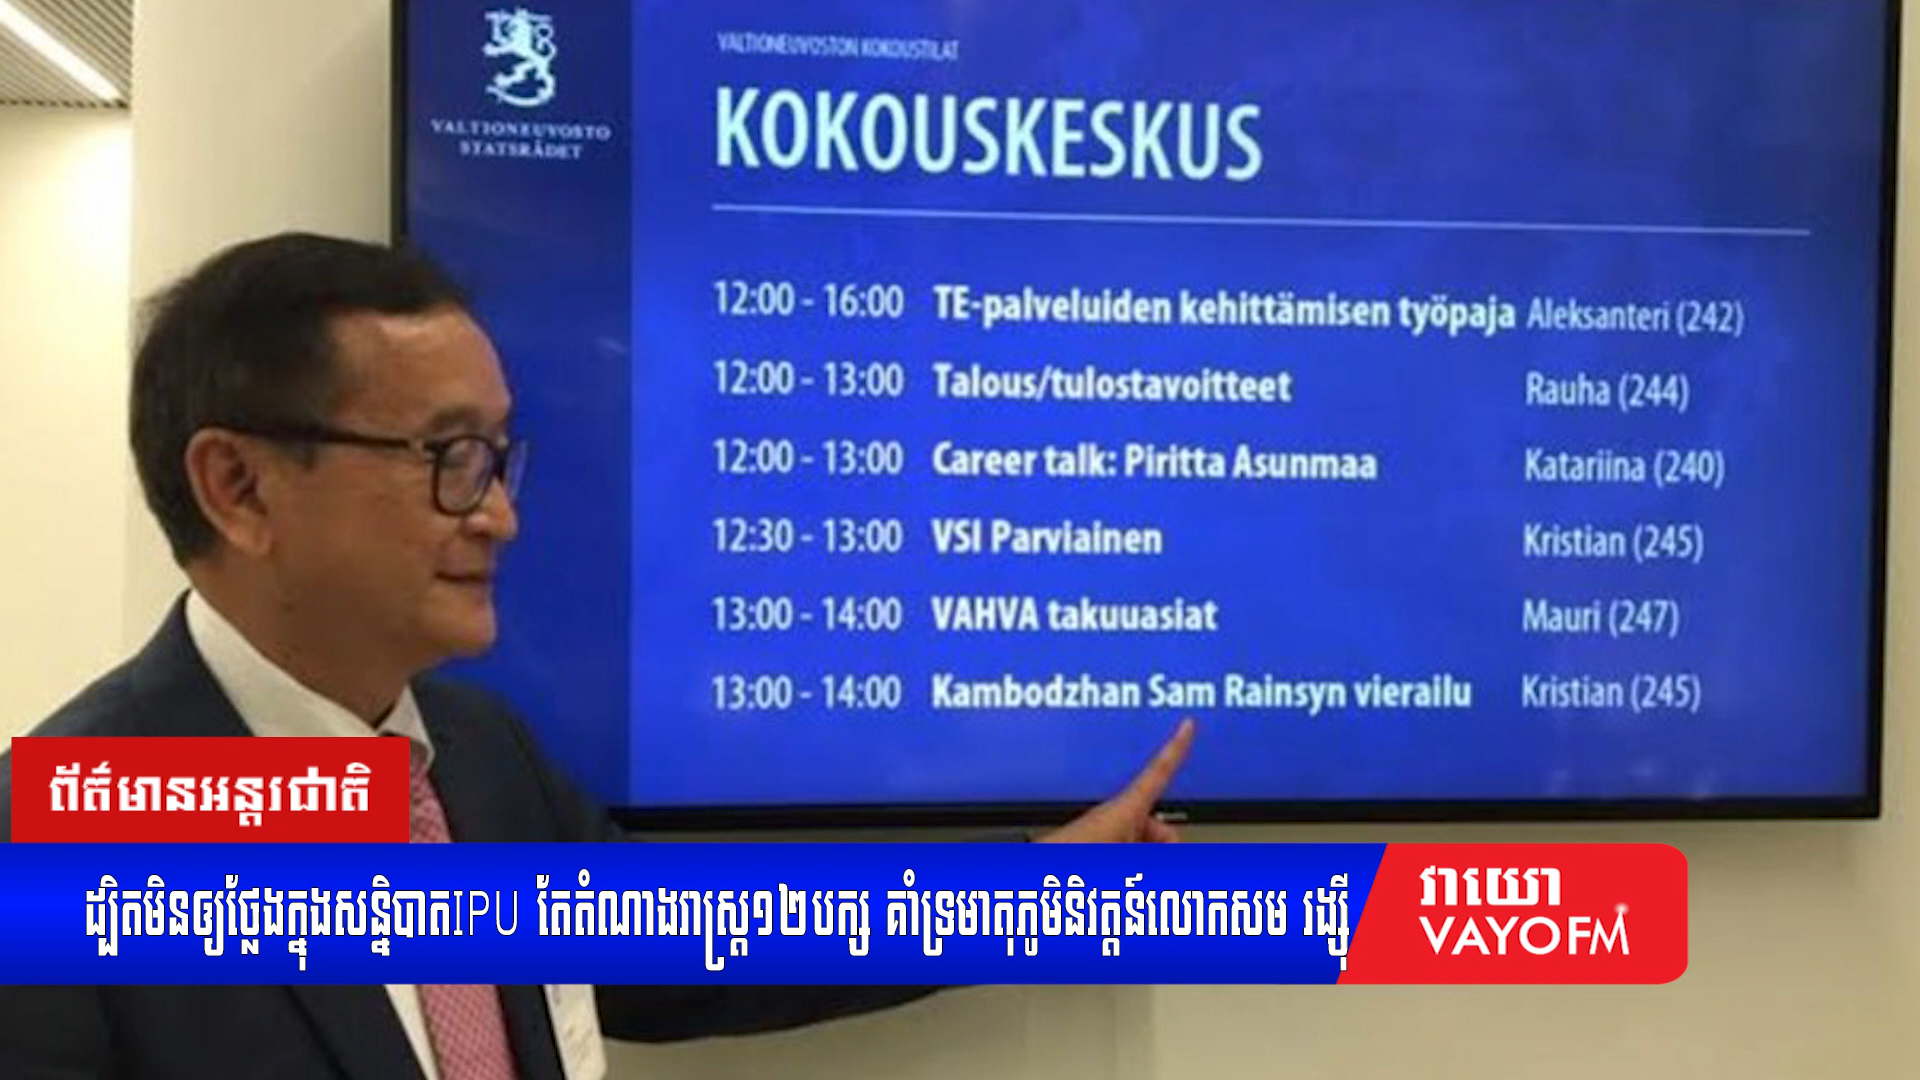 VALTIONEUVOSTO
STATSRÅDET
VALTIONEUVOSTON KOKOUSTILAT
KOKOUSKESKUS
12:00 - 16:00 TE-palveluiden kehittämisen työpaja Aleksanteri (242)
12:00 - 13:00 Talous/tulostavoitteet Rauha (244)
12:00 - 13:00 Career talk: Piritta Asunmaa Katariina (240)
12:30 - 13:00 VSI Parviainen Kristian (245)
13:00 - 14:00 VAHVA takuuasiat Mauri (247)
13:00 - 14:00 Kambodzhan Sam Rainsyn vierailu Kristian (245)
ព័ត៌មានអន្តរជាតិ
ដ្បិតមិនឲ្យថ្លែងក្នុងសន្និបាតIPU តែតំណាងរាស្ត្រ១២បក្ស គាំទ្រមាតុភូមិនិវត្តន៍លោកសម រង្ស៊ី
វាយោ
VAYO FM